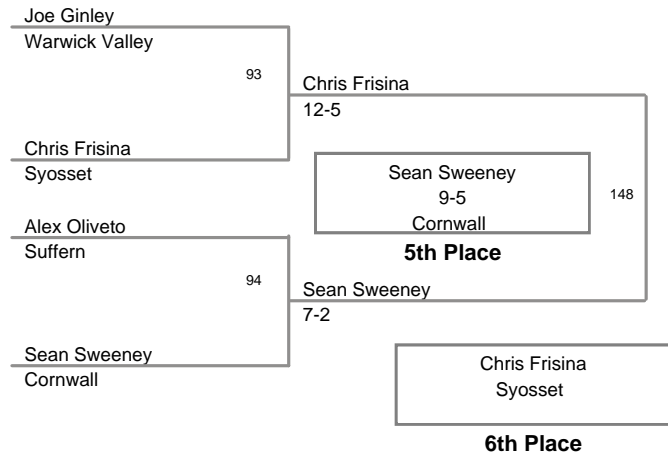 Joe Ginley
Warwick Valley
93
Chris Frisina
12-5
Chris Frisina
Syosset
Sean Sweeney
9-5
Cornwall
148
5th Place
Alex Oliveto
Suffern
94
Sean Sweeney
7-2
Sean Sweeney
Cornwall
Chris Frisina
Syosset
6th Place